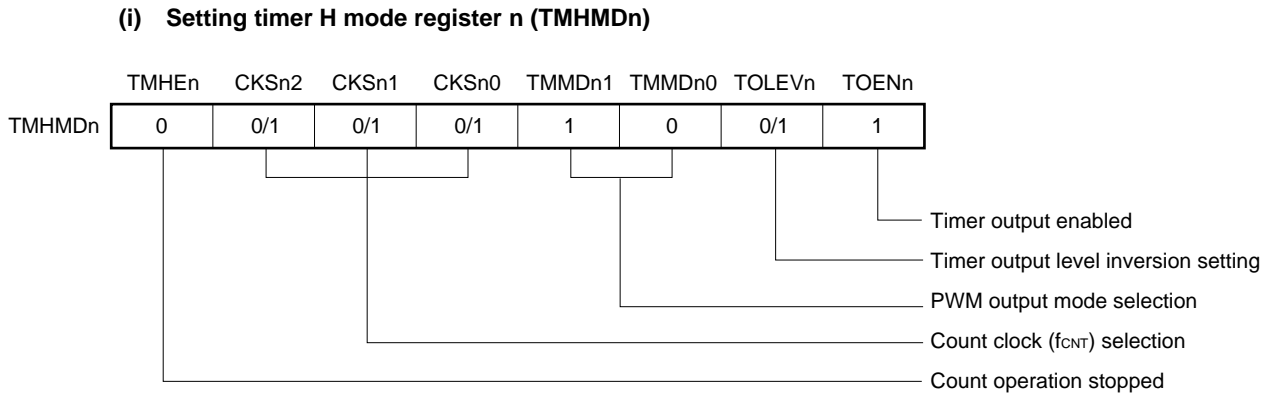 (i) Setting timer H mode register n (TMHMDn)
TMHEn CKSn2 CKSn1 CKSn0 TMMDn1 TMMDn0 TOLEVn TOENn
TMHMDn 0 0/1 0/1 0/1 1 0 0/1 1
Timer output enabled
Timer output level inversion setting
PWM output mode selection
Count clock (fCNT) selection
Count operation stopped